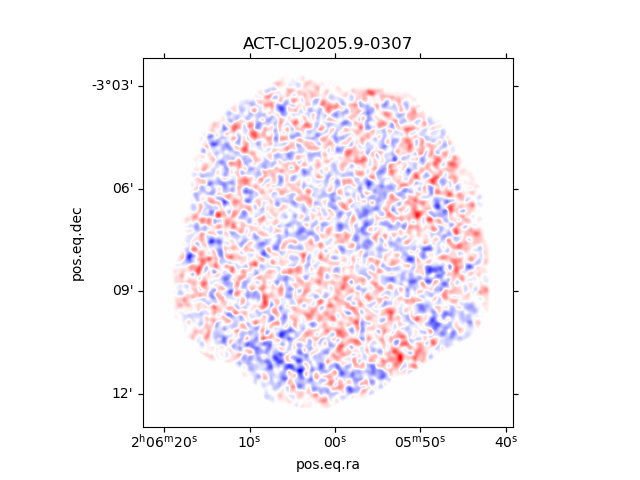 ACT-CLJ0205.9-0307
-3°03'
06'
09'
12'
pos.eq.dec
2ʰ06ᵐ20ˢ 10ˢ 00ˢ 05ᵐ50ˢ 40ˢ
pos.eq.ra